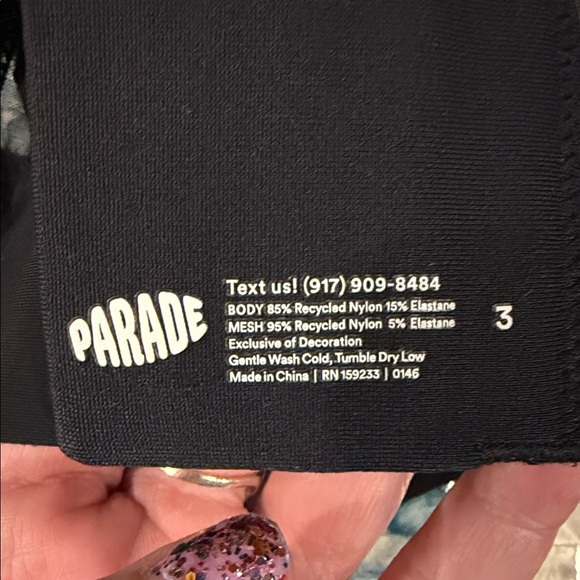 PARADE
Text us! (917) 909-8484
BODY 85% Recycled Nylon 15% Elastane
MESH 95% Recycled Nylon 5% Elastane
Exclusive of Decoration
Gentle Wash Cold, Tumble Dry Low
Made in China | RN 159233 | 0146
3